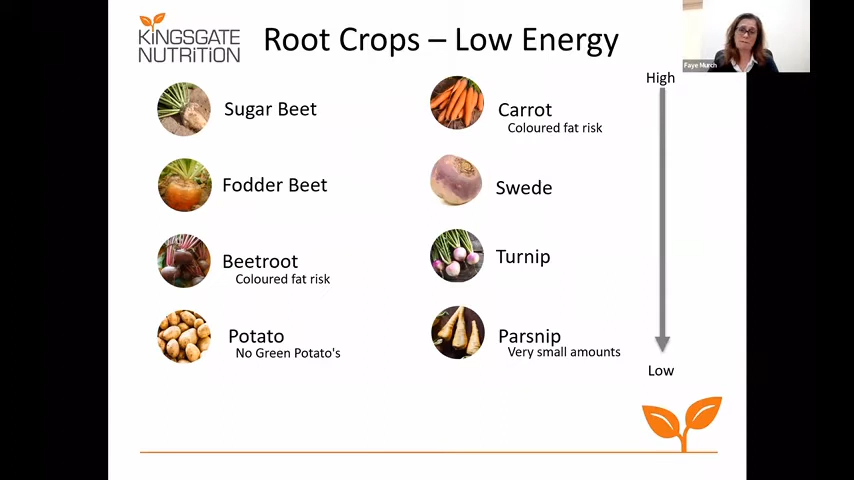 KINGSGATE
NUTRITION
Root Crops – Low Energy
Faye Murch
High
Sugar Beet
Carrot
Coloured fat risk
Fodder Beet
Swede
Beetroot
Coloured fat risk
Turnip
Potato
No Green Potato's
Parsnip
Very small amounts
Low